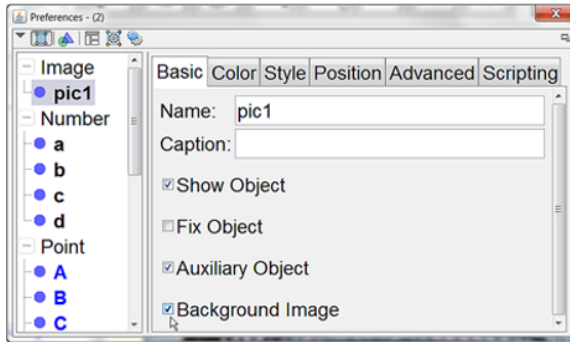 Preferences - (2)
Image
pic1
Number
a
b
c
d
Point
A
B
C
Basic Color Style Position Advanced Scripting
Name: pic1
Caption:
Show Object
Fix Object
Auxiliary Object
Background Image